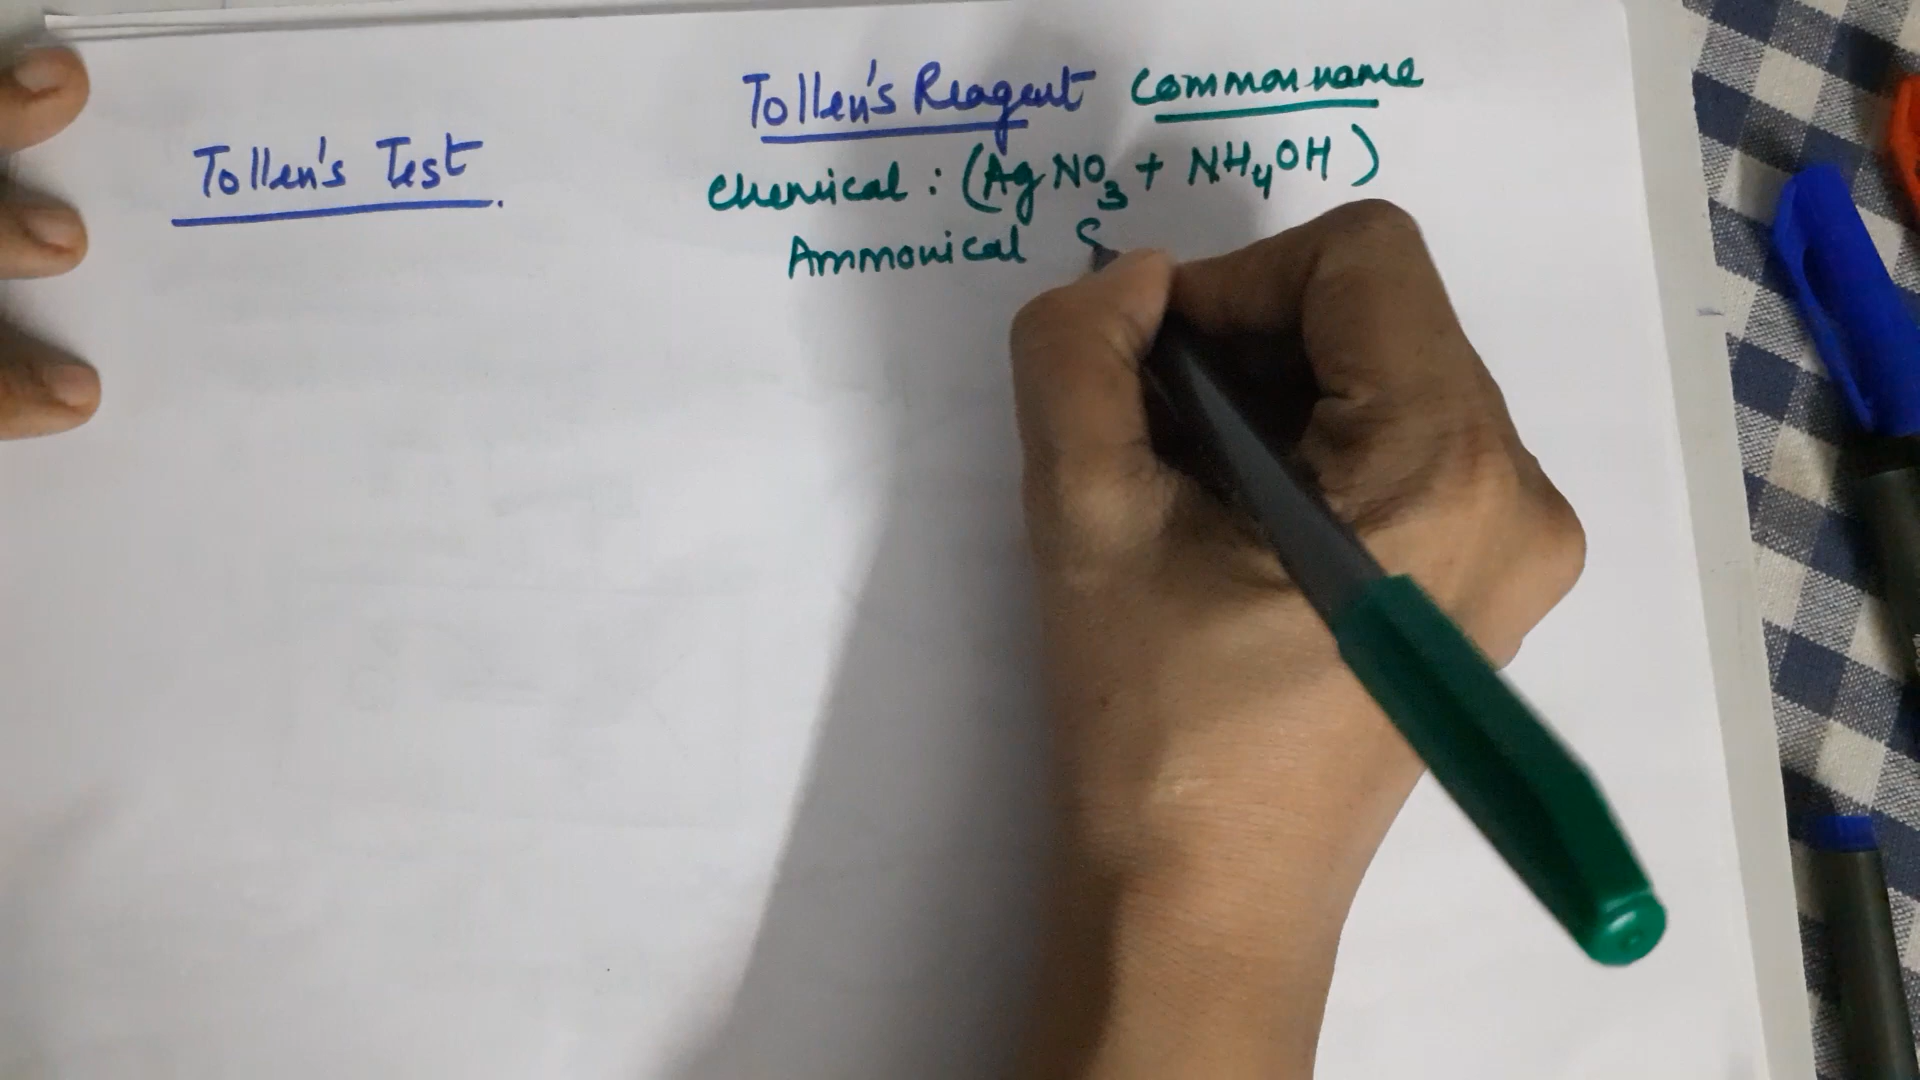 Tollen's Reagent common name
Tollen's Test.
Chemical : (AgNO₃ + NH₄OH)
Ammonical S